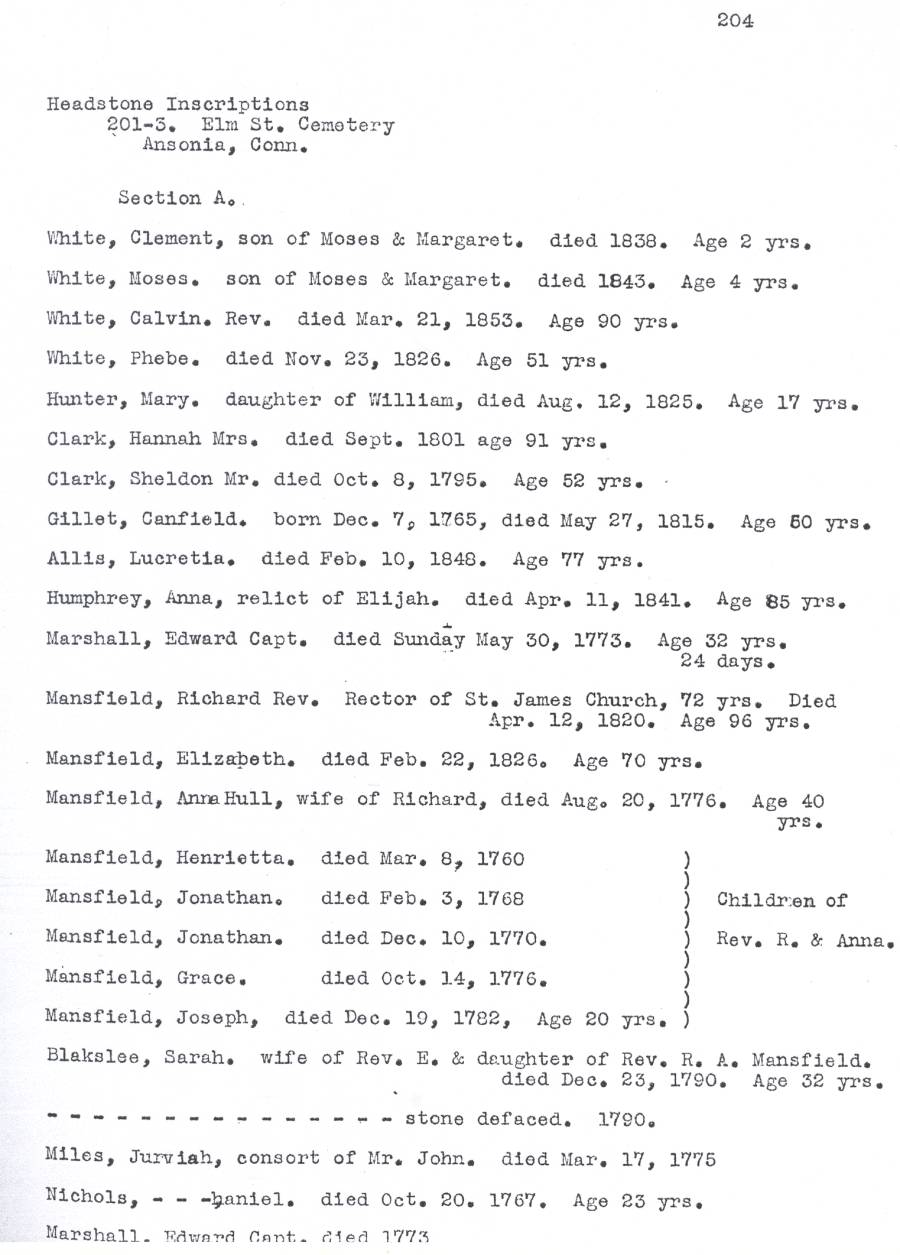 204
Headstone Inscriptions
201-3. Elm St. Cemetery
Ansonia, Conn.
Section A.
White, Clement, son of Moses & Margaret. died 1838. Age 2 yrs.
White, Moses. son of Moses & Margaret. died 1843. Age 4 yrs.
White, Calvin. Rev. died Mar. 21, 1853. Age 90 yrs.
White, Phebe. died Nov. 23, 1826. Age 51 yrs.
Hunter, Mary. daughter of William, died Aug. 12, 1825. Age 17 yrs.
Clark, Hannah Mrs. died Sept. 1801 age 91 yrs.
Clark, Sheldon Mr. died Oct. 8, 1795. Age 52 yrs.
Gillet, Canfield. born Dec. 7, 1765, died May 27, 1815. Age 50 yrs.
Allis, Lucretia. died Feb. 10, 1848. Age 77 yrs.
Humphrey, Anna, relict of Elijah. died Apr. 11, 1841. Age 85 yrs.
Marshall, Edward Capt. died Sunday May 30, 1773. Age 32 yrs.
24 days.
Mansfield, Richard Rev. Rector of St. James Church, 72 yrs. Died
Apr. 12, 1820. Age 96 yrs.
Mansfield, Elizabeth. died Feb. 22, 1826. Age 70 yrs.
Mansfield, Anna Hull, wife of Richard, died Aug. 20, 1776. Age 40
yrs.
Mansfield, Henrietta. died Mar. 8, 1760 )
)
Mansfield, Jonathan. died Feb. 3, 1768 ) Children of
)
Mansfield, Jonathan. died Dec. 10, 1770. ) Rev. R. & Anna.
)
Mansfield, Grace. died Oct. 14, 1776. )
)
Mansfield, Joseph, died Dec. 19, 1782, Age 20 yrs. )
Blakslee, Sarah. wife of Rev. E. & daughter of Rev. R. A. Mansfield.
died Dec. 23, 1790. Age 32 yrs.
- - - - - - - - - - - - - - - stone defaced. 1790.
Miles, Jurviah, consort of Mr. John. died Mar. 17, 1775
Nichols, - - -haniel. died Oct. 20. 1767. Age 23 yrs.
Marshall. Edward Capt. died 1773